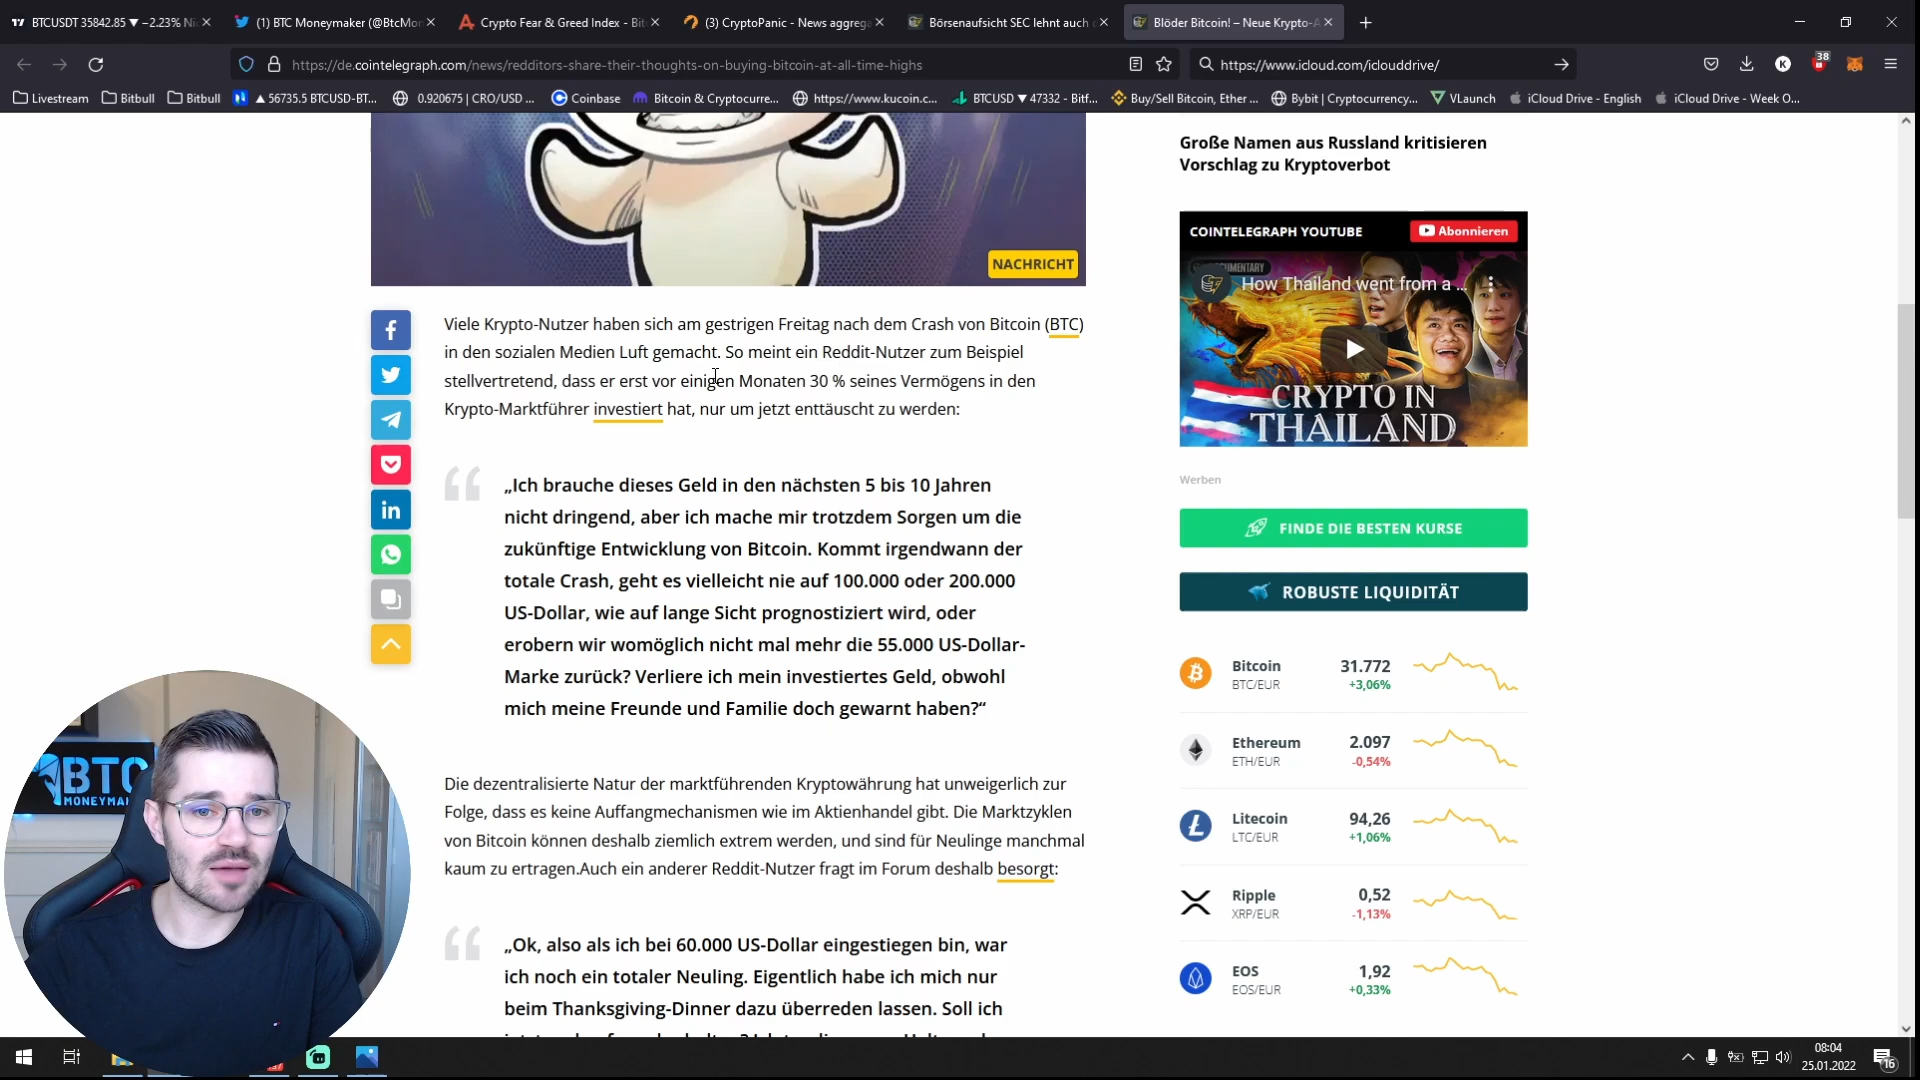 BTCUSDT 35842.85 ▼ −2.23% Ni
(1) BTC Moneymaker (@BtcMon
Crypto Fear & Greed Index - Bit
(3) CryptoPanic - News aggrega
Börsenaufsicht SEC lehnt auch
Blöder Bitcoin! – Neue Krypto-A
https://de.cointelegraph.com/news/redditors-share-their-thoughts-on-buying-bitcoin-at-all-time-highs
https://www.icloud.com/iclouddrive/
38
Livestream
Bitbull
Bitbull
▲ 56735.5 BTCUSD-BT...
0.920675 | CRO/USD ...
Coinbase
Bitcoin & Cryptocurre...
https://www.kucoin.c...
BTCUSD ▼ 47332 - Bitf...
Buy/Sell Bitcoin, Ether ...
Bybit | Cryptocurrency...
VLaunch
iCloud Drive - English
iCloud Drive - Week O...
NACHRICHT
Viele Krypto-Nutzer haben sich am gestrigen Freitag nach dem Crash von Bitcoin (BTC)
in den sozialen Medien Luft gemacht. So meint ein Reddit-Nutzer zum Beispiel
stellvertretend, dass er erst vor einigen Monaten 30 % seines Vermögens in den
Krypto-Marktführer investiert hat, nur um jetzt enttäuscht zu werden:
„Ich brauche dieses Geld in den nächsten 5 bis 10 Jahren
nicht dringend, aber ich mache mir trotzdem Sorgen um die
zukünftige Entwicklung von Bitcoin. Kommt irgendwann der
totale Crash, geht es vielleicht nie auf 100.000 oder 200.000
US-Dollar, wie auf lange Sicht prognostiziert wird, oder
erobern wir womöglich nicht mal mehr die 55.000 US-Dollar-
Marke zurück? Verliere ich mein investiertes Geld, obwohl
mich meine Freunde und Familie doch gewarnt haben?“
Die dezentralisierte Natur der marktführenden Kryptowährung hat unweigerlich zur
Folge, dass es keine Auffangmechanismen wie im Aktienhandel gibt. Die Marktzyklen
von Bitcoin können deshalb ziemlich extrem werden, und sind für Neulinge manchmal
kaum zu ertragen.Auch ein anderer Reddit-Nutzer fragt im Forum deshalb besorgt:
„Ok, also als ich bei 60.000 US-Dollar eingestiegen bin, war
ich noch ein totaler Neuling. Eigentlich habe ich mich nur
beim Thanksgiving-Dinner dazu überreden lassen. Soll ich
Große Namen aus Russland kritisieren
Vorschlag zu Kryptoverbot
COINTELEGRAPH YOUTUBE
Abonnieren
How Thailand went from a ...
CRYPTO IN
THAILAND
Werben
FINDE DIE BESTEN KURSE
ROBUSTE LIQUIDITÄT
Bitcoin 31.772
BTC/EUR +3,06%
Ethereum 2.097
ETH/EUR -0,54%
Litecoin 94,26
LTC/EUR +1,06%
Ripple 0,52
XRP/EUR -1,13%
EOS 1,92
EOS/EUR +0,33%
BTC
08:04
25.01.2022
16